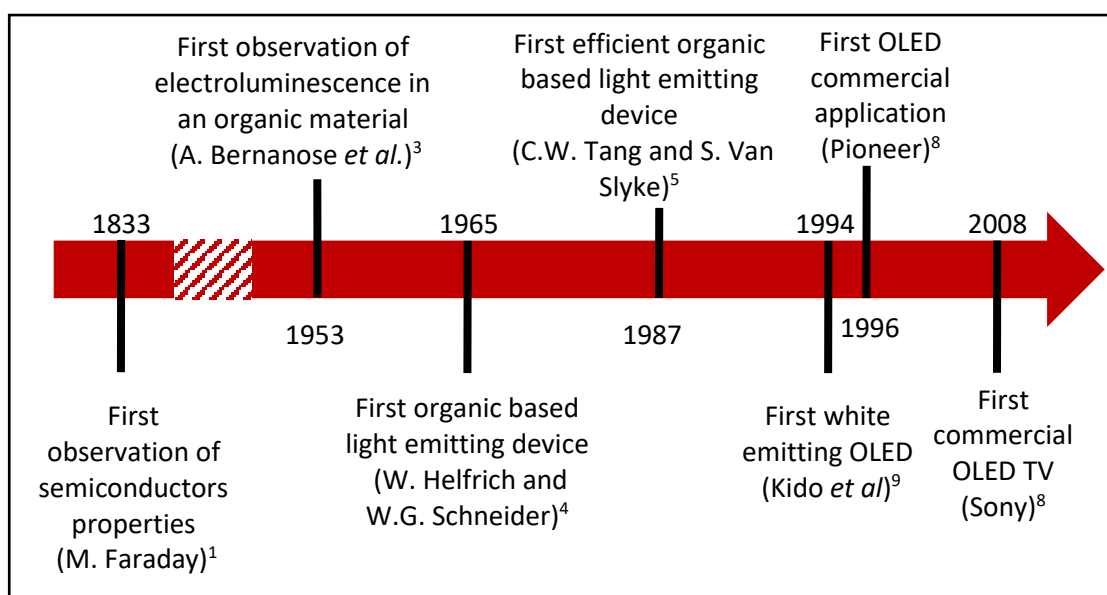 First observation of
electroluminescence in
an organic material
(A. Bernanose et al.)³
First efficient organic
based light emitting
device
(C.W. Tang and S. Van
Slyke)⁵
First OLED
commercial
application
(Pioneer)⁸
1833
1965
1994
2008
1953
1987
1996
First
observation of
semiconductors
properties
(M. Faraday)¹
First organic based
light emitting device
(W. Helfrich and
W.G. Schneider)⁴
First white
emitting OLED
(Kido et al)⁹
First
commercial
OLED TV
(Sony)⁸